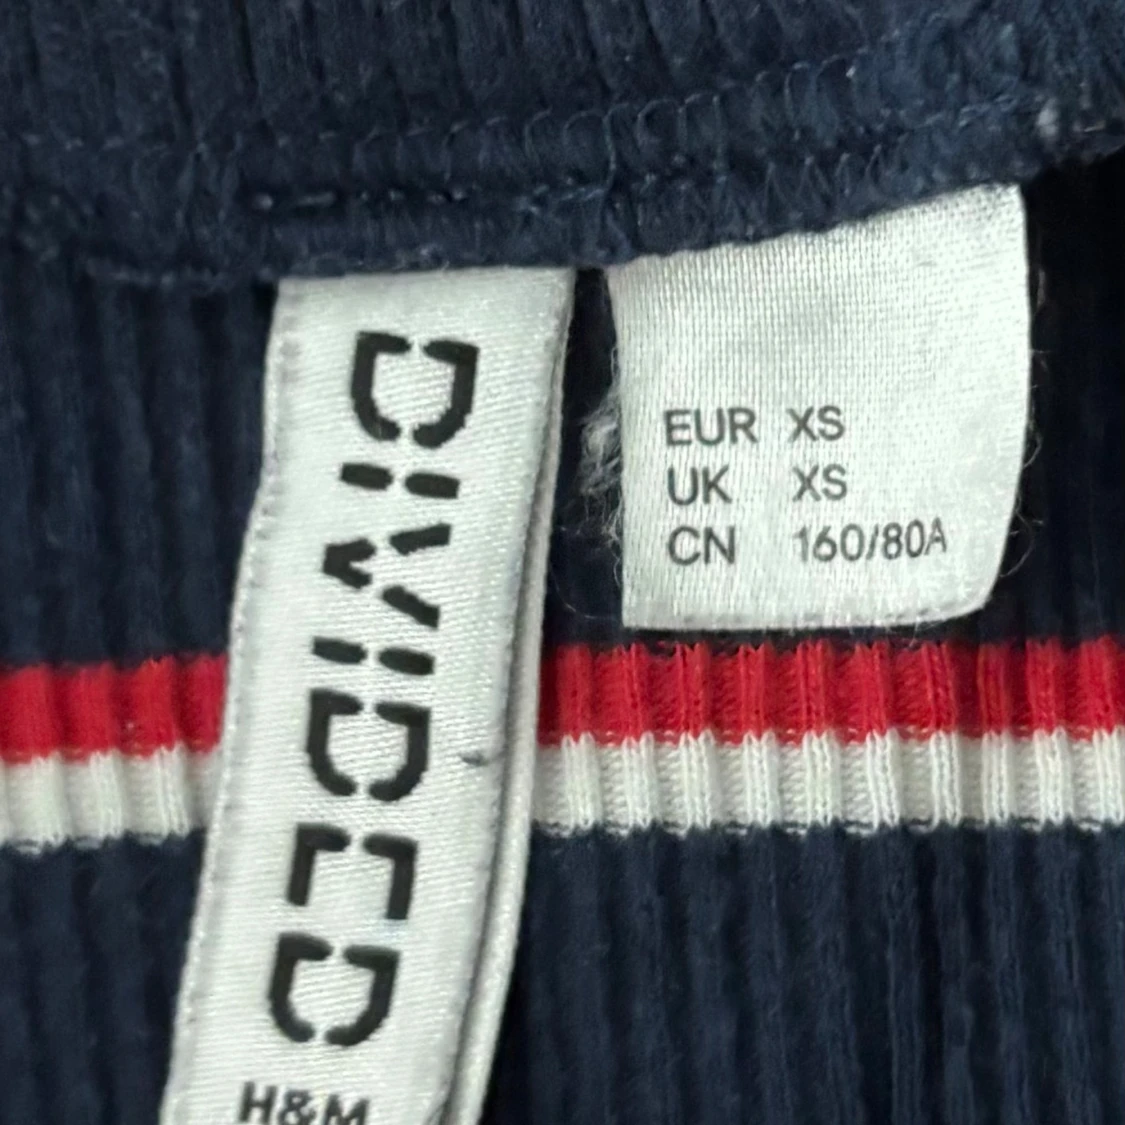 DIVIDED
H&M
EUR XS
UK XS
CN 160/80A